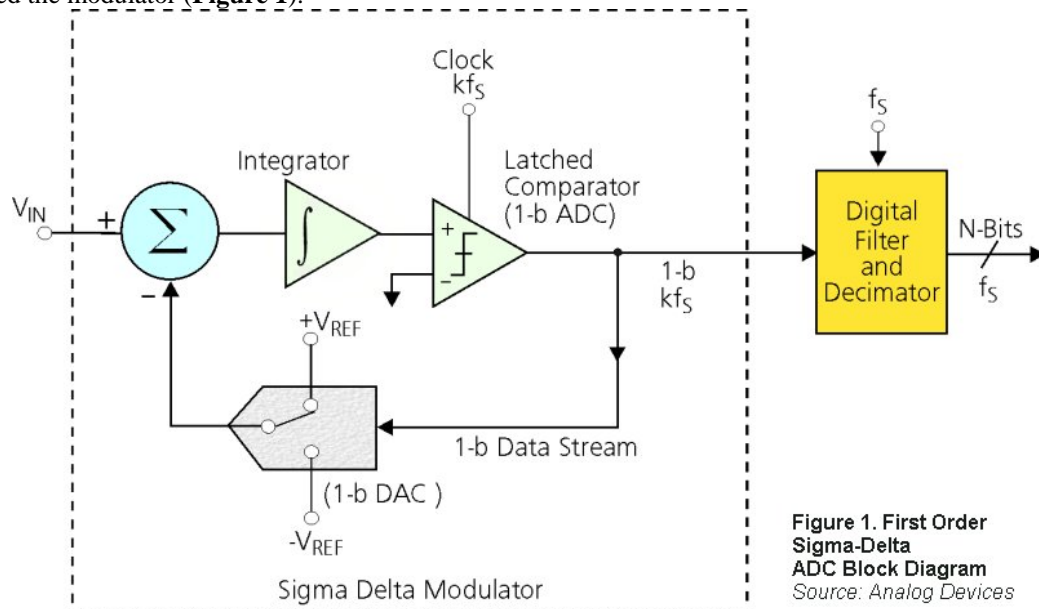 ed the modulator (Figure 1).
Clock
kfS
Integrator
Latched
Comparator
(1-b ADC)
fS
VIN
+
Σ
−
∫
+
−
Digital
Filter
and
Decimator
N-Bits
fS
1-b
kfS
+VREF
1-b Data Stream
(1-b DAC )
-VREF
Sigma Delta Modulator
Figure 1. First Order
Sigma-Delta
ADC Block Diagram
Source: Analog Devices